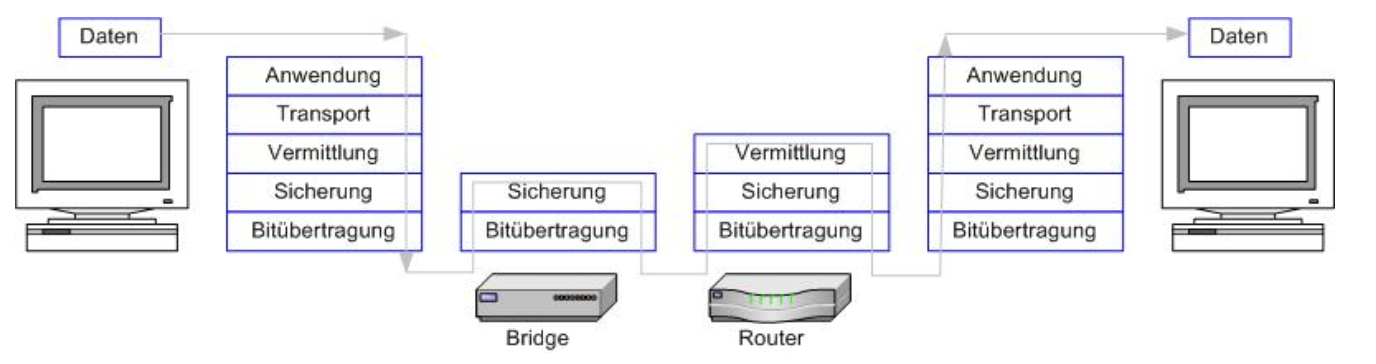 Daten
Anwendung
Transport
Vermittlung
Sicherung
Bitübertragung
Sicherung
Bitübertragung
Bridge
Vermittlung
Sicherung
Bitübertragung
Router
Daten
Anwendung
Transport
Vermittlung
Sicherung
Bitübertragung